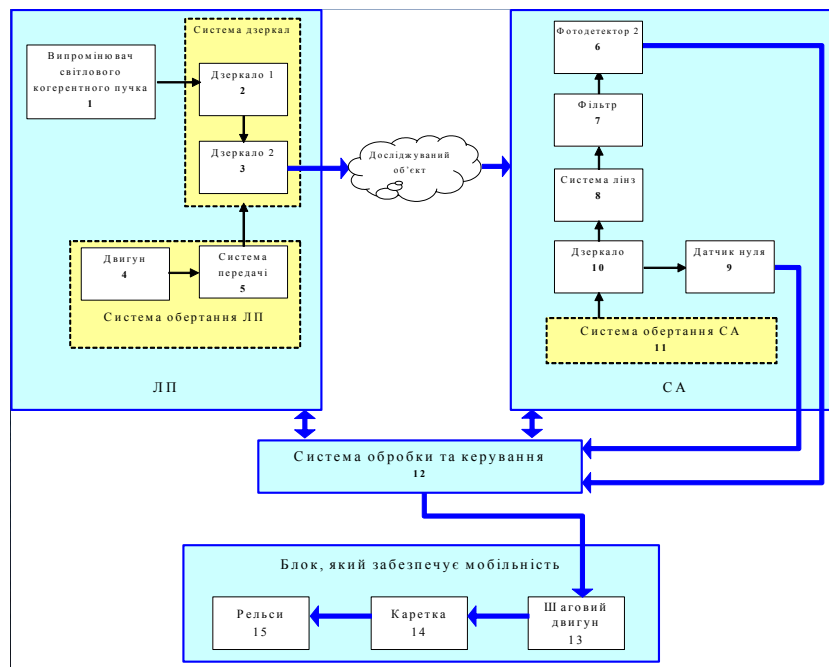 Система дзеркал
Випромінювач
світлового
когерентного пучка
1
Дзеркало 1
2
Дзеркало 2
3
Двигун
4
Система
передачі
5
Система обертання ЛП
ЛП
Досліджуваний
об'єкт
Фотодетектор 2
6
Фільтр
7
Система лінз
8
Дзеркало
10
Датчик нуля
9
Система обертання СА
11
СА
Система обробки та керування
12
Блок, який забезпечує мобільність
Рельси
15
Каретка
14
Шаговий
двигун
13